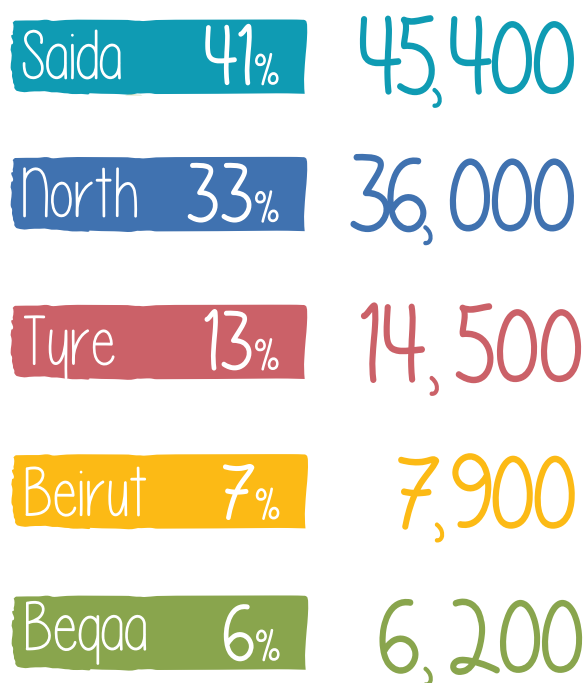 Saida 41% 45,400
North 33% 36,000
Tyre 13% 14,500
Beirut 7% 7,900
Beqaa 6% 6,200